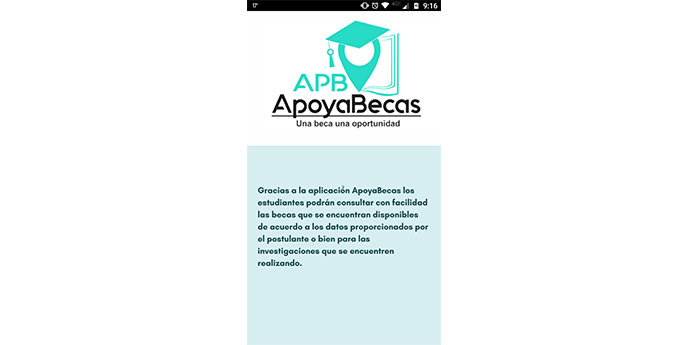 9:16
APB
ApoyaBecas
Una beca una oportunidad
Gracias a la aplicación ApoyaBecas los
estudiantes podrán consultar con facilidad
las becas que se encuentran disponibles
de acuerdo a los datos proporcionados por
el postulante o bien para las
investigaciones que se encuentren
realizando.